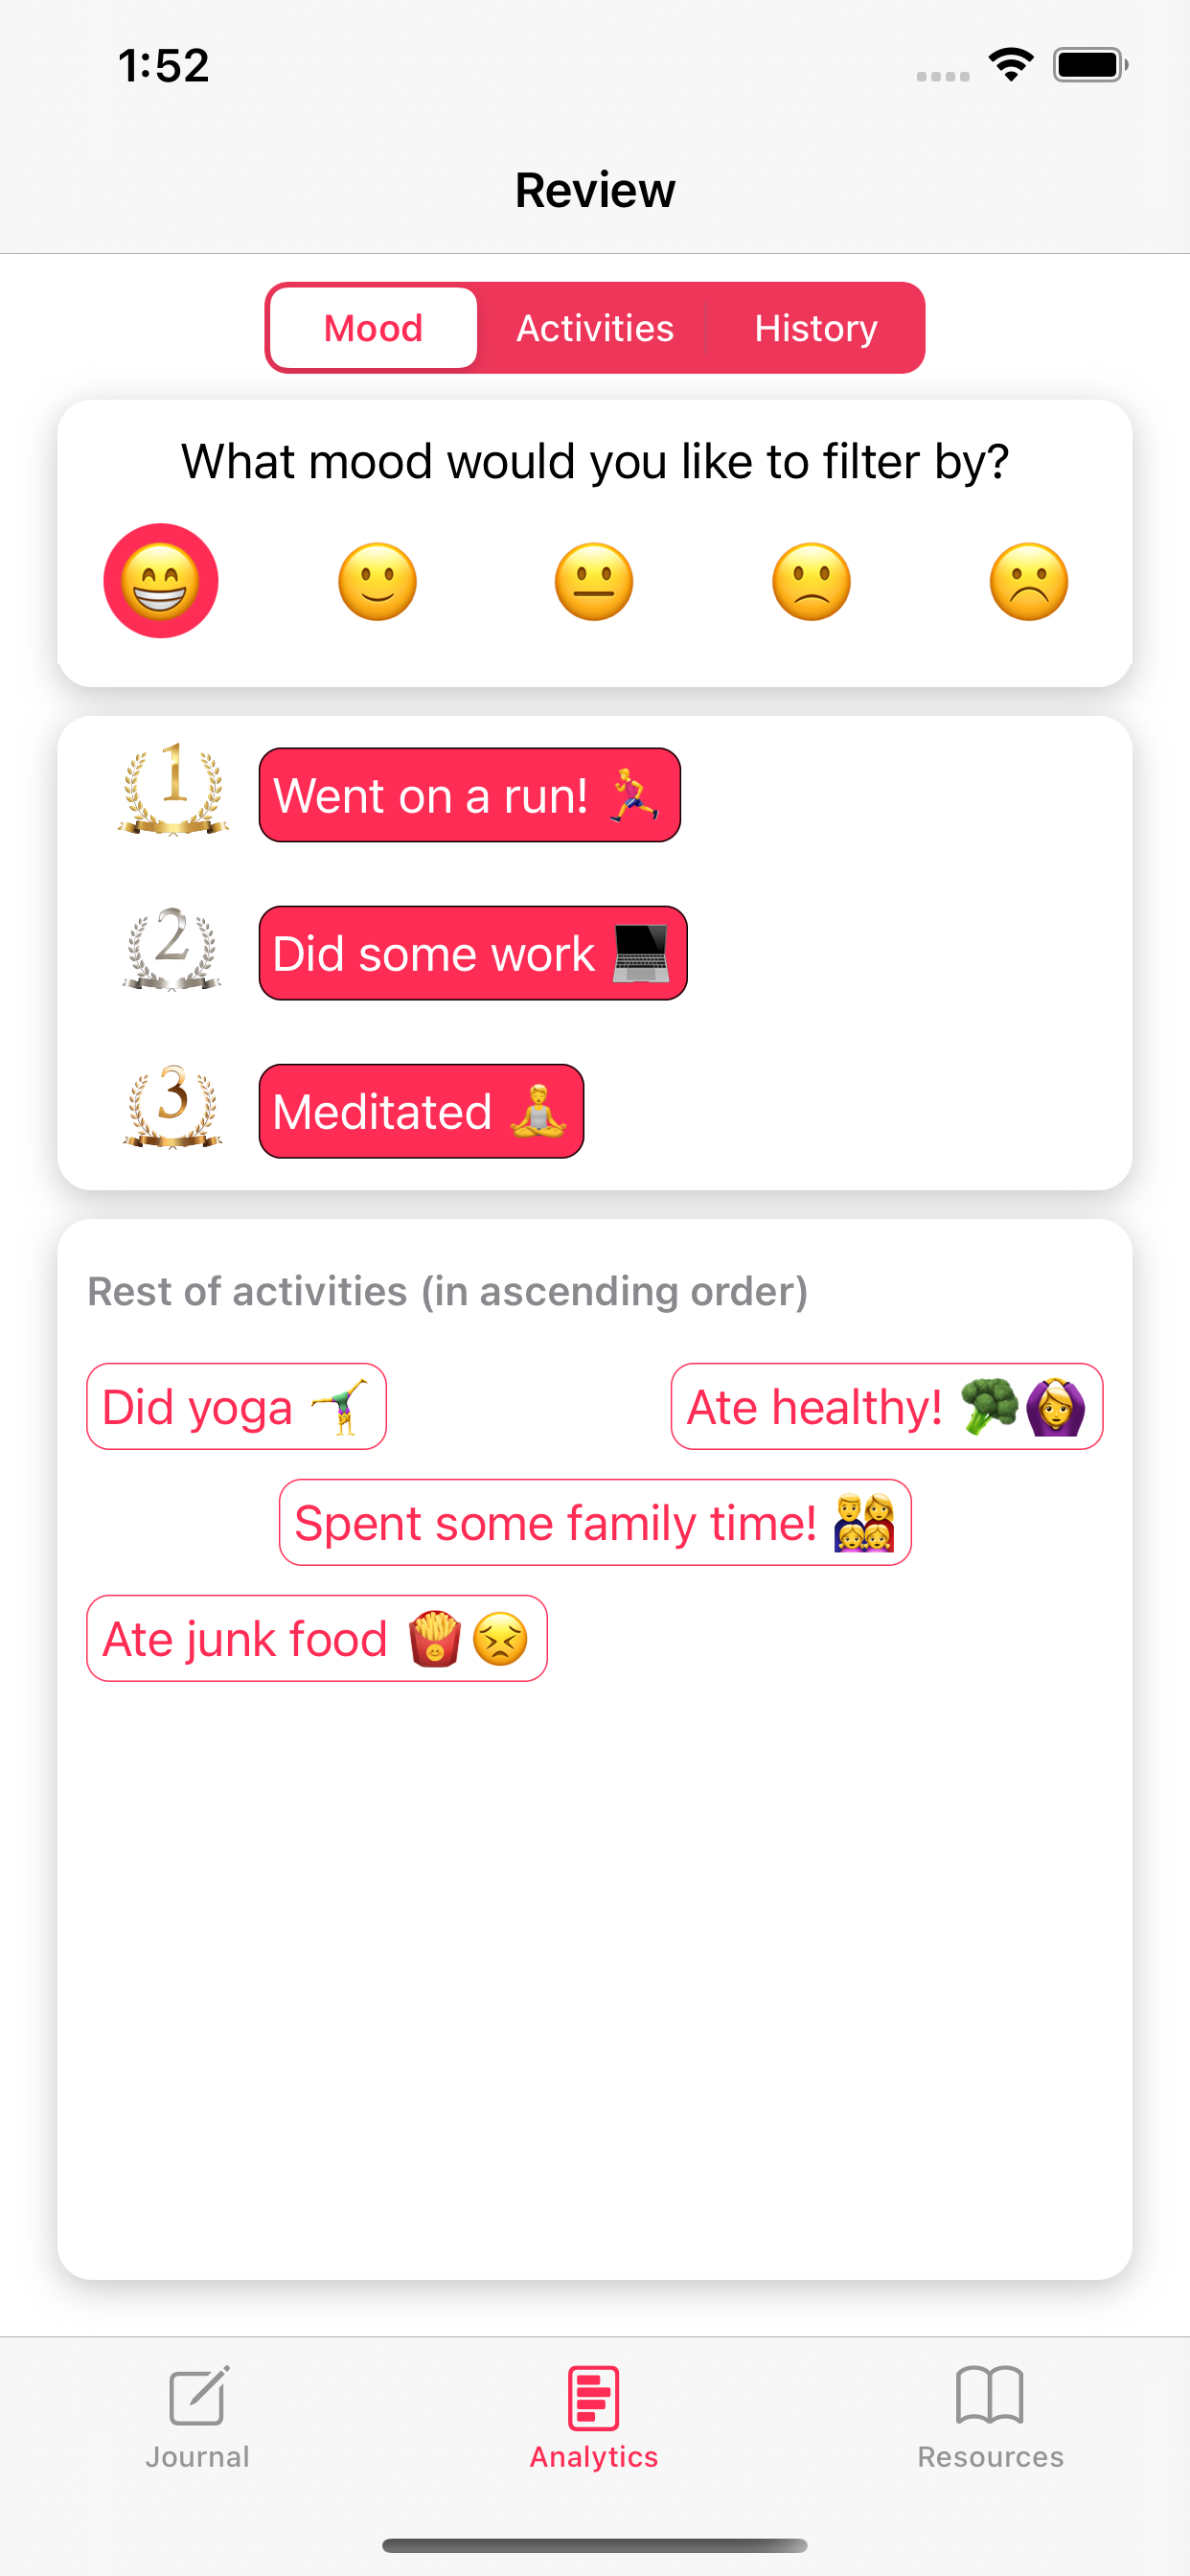 1:52
Review
Mood Activities History
What mood would you like to filter by?
1 Went on a run! 🏃
2 Did some work 💻
3 Meditated 🧘
Rest of activities (in ascending order)
Did yoga 🤸 Ate healthy! 🥦🙆
Spent some family time! 👨‍👩‍👧‍👧
Ate junk food 🍟😣
Journal Analytics Resources